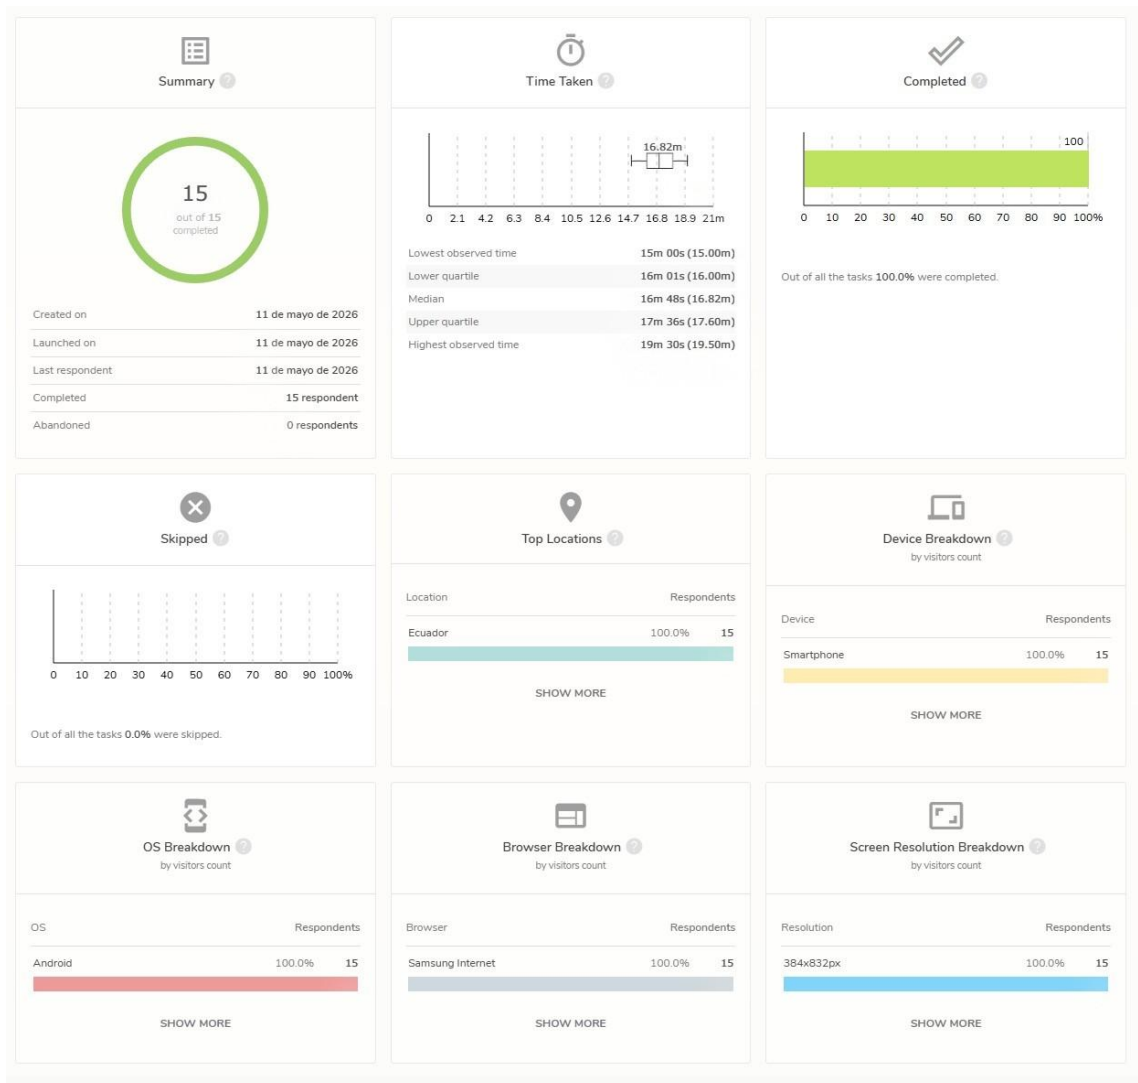 Summary ?
15
out of 15
completed
Created on 11 de mayo de 2026
Launched on 11 de mayo de 2026
Last respondent 11 de mayo de 2026
Completed 15 respondent
Abandoned 0 respondents
Time Taken ?
16.82m
0 2.1 4.2 6.3 8.4 10.5 12.6 14.7 16.8 18.9 21m
Lowest observed time 15m 00s (15.00m)
Lower quartile 16m 01s (16.00m)
Median 16m 48s (16.82m)
Upper quartile 17m 36s (17.60m)
Highest observed time 19m 30s (19.50m)
Completed ?
100
0 10 20 30 40 50 60 70 80 90 100%
Out of all the tasks 100.0% were completed.
Skipped ?
0 10 20 30 40 50 60 70 80 90 100%
Out of all the tasks 0.0% were skipped.
Top Locations ?
Location Respondents
Ecuador 100.0% 15
SHOW MORE
Device Breakdown ?
by visitors count
Device Respondents
Smartphone 100.0% 15
SHOW MORE
OS Breakdown ?
by visitors count
OS Respondents
Android 100.0% 15
SHOW MORE
Browser Breakdown ?
by visitors count
Browser Respondents
Samsung Internet 100.0% 15
SHOW MORE
Screen Resolution Breakdown ?
by visitors count
Resolution Respondents
384x832px 100.0% 15
SHOW MORE